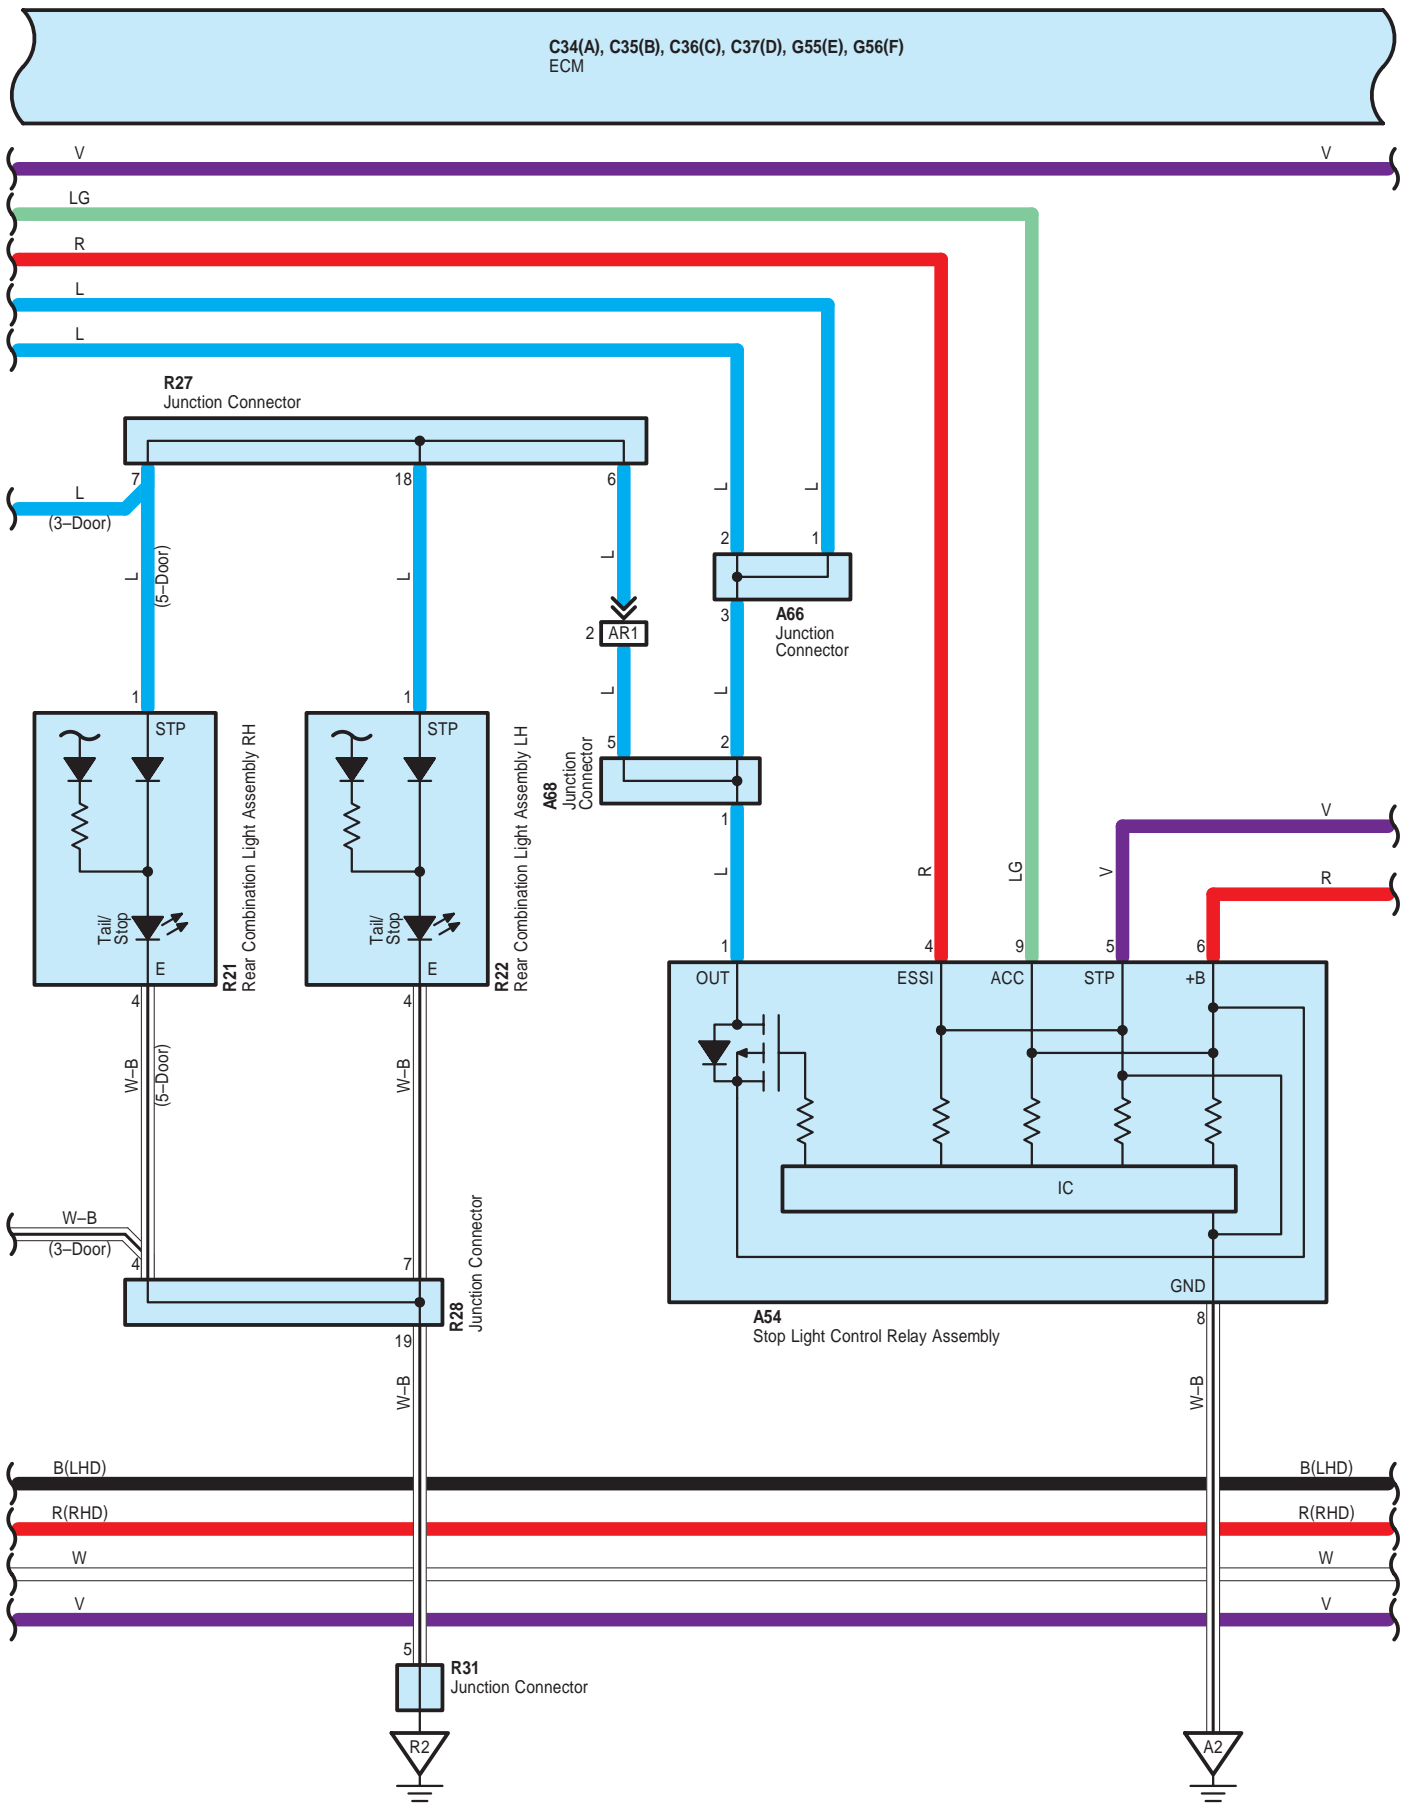 C34(A), C35(B), C36(C), C37(D), G55(E), G56(F)
ECM
V
V
LG
R
L
L
R27
Junction Connector
7
18
6
L
(3–Door)
L
(5–Door)
L
L
L
L
2
1
A66
Junction
Connector
3
2
AR1
L
L
1
1
5
2
A68
Junction
Connector
1
STP
STP
Tail/
Stop
Tail/
Stop
E
E
R21
Rear Combination Light Assembly RH
R22
Rear Combination Light Assembly LH
L
R
LG
V
V
R
1
4
9
5
6
OUT
ESSI
ACC
STP
+B
IC
GND
A54
Stop Light Control Relay Assembly
8
4
4
W–B
(5–Door)
W–B
W–B
(3–Door)
4
7
R28
Junction Connector
19
W–B
W–B
B(LHD)
B(LHD)
R(RHD)
R(RHD)
W
W
V
V
5
R31
Junction Connector
R2
A2